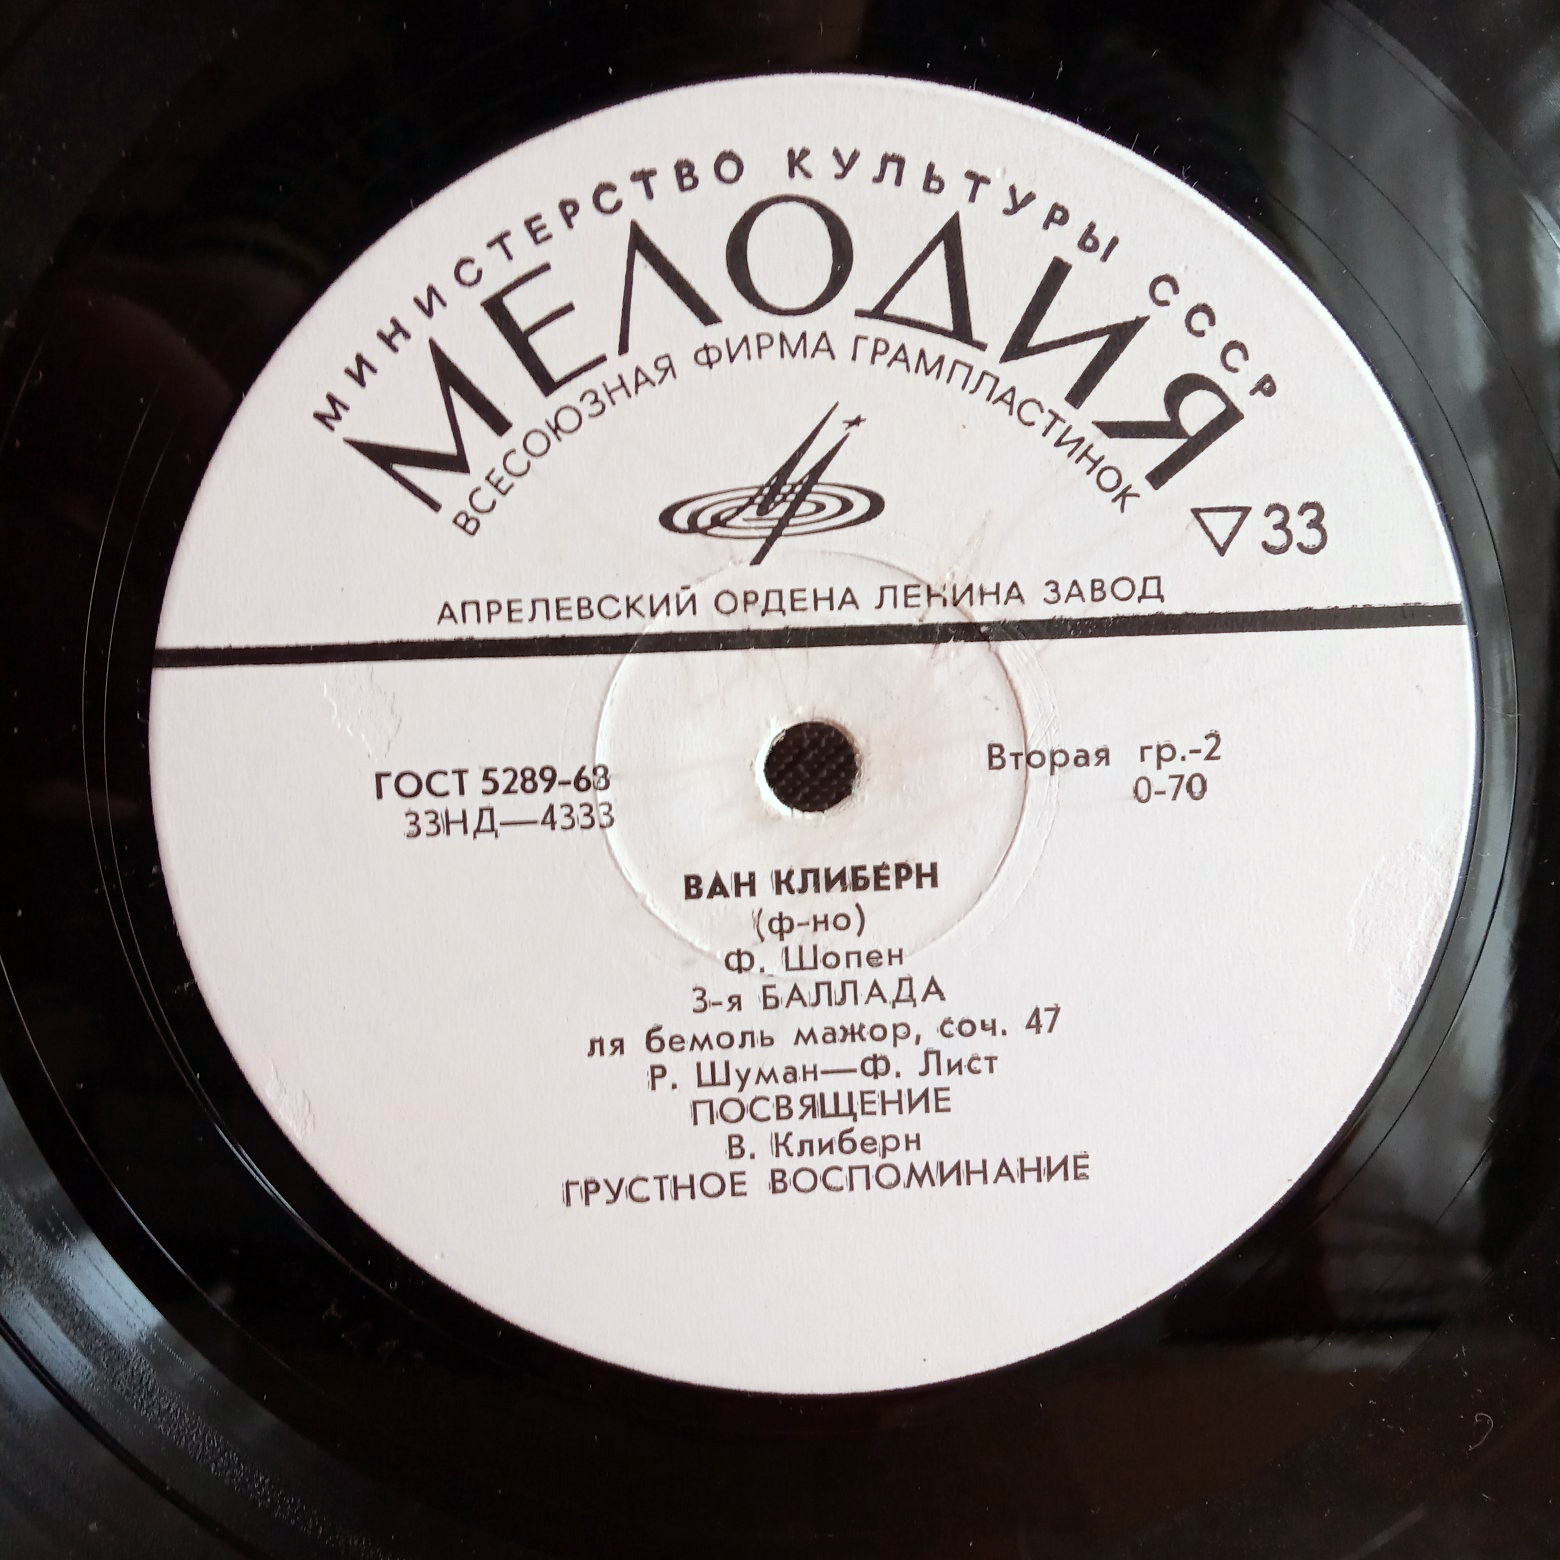 МИНИСТЕРСТВО КУЛЬТУРЫ СССР
МЕЛОДИЯ
ВСЕСОЮЗНАЯ ФИРМА ГРАМПЛАСТИНОК
33
АПРЕЛЕВСКИЙ ОРДЕНА ЛЕНИНА ЗАВОД
ГОСТ 5289-68
33НД—4333
Вторая гр.-2
0-70
ВАН КЛИБЕРН
(ф-но)
Ф. Шопен
3-я БАЛЛАДА
ля бемоль мажор, соч. 47
Р. Шуман—Ф. Лист
ПОСВЯЩЕНИЕ
В. Клиберн
ГРУСТНОЕ ВОСПОМИНАНИЕ